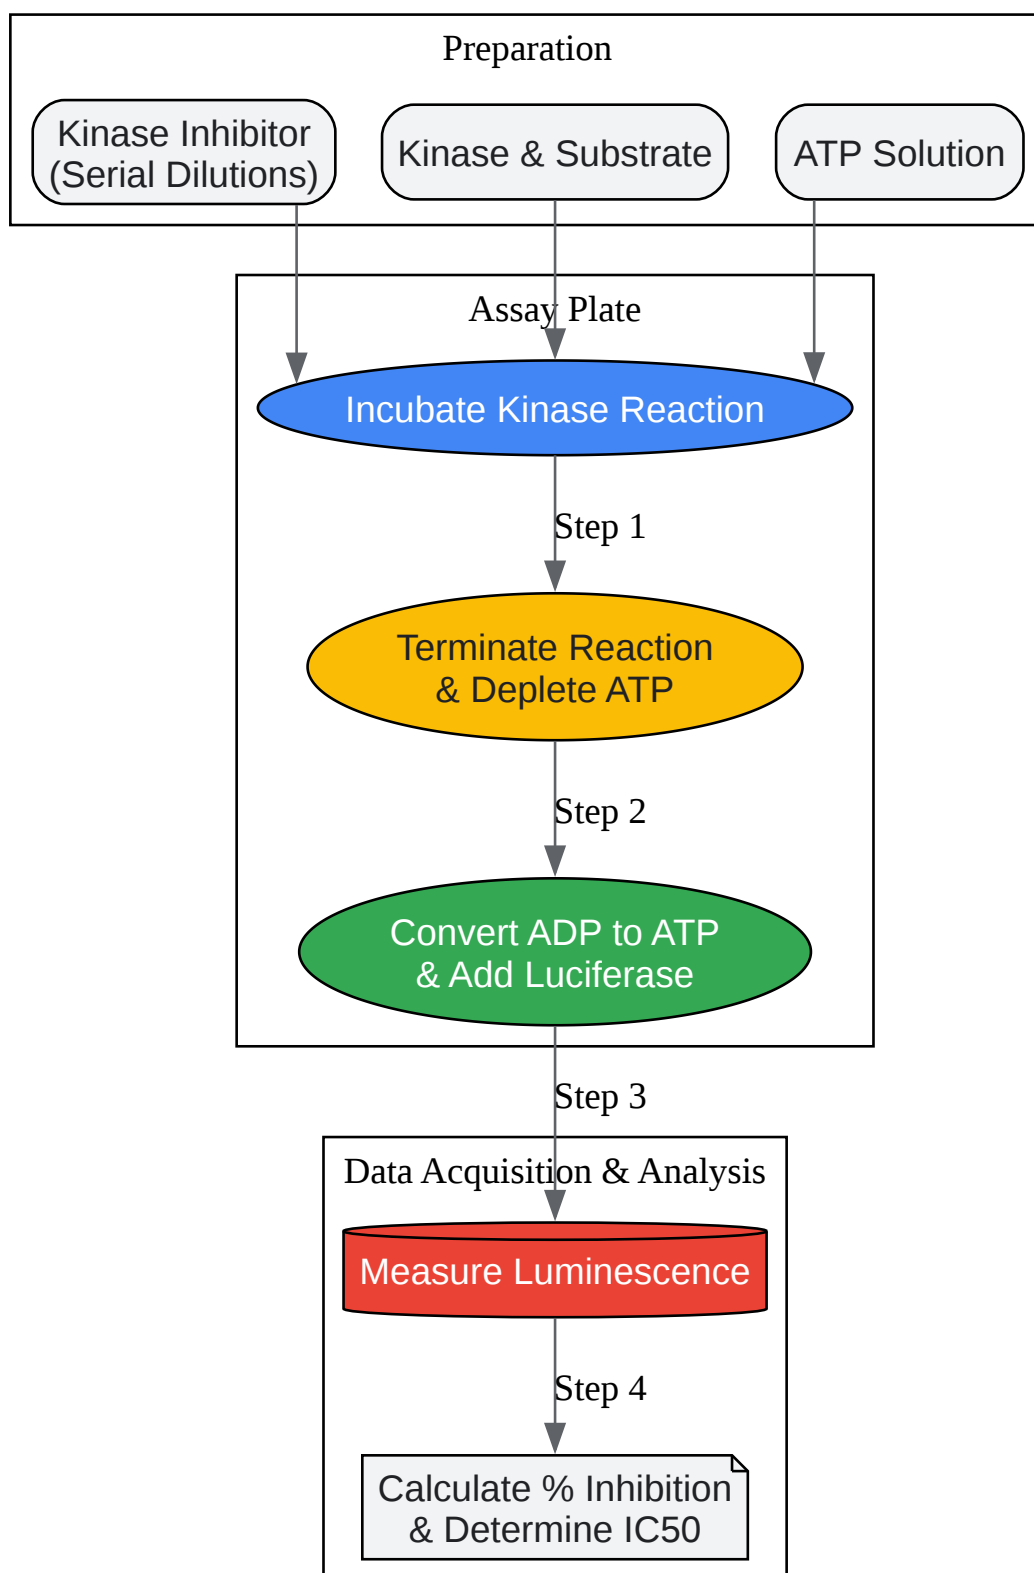 Preparation
Kinase Inhibitor
(Serial Dilutions)
Kinase & Substrate
ATP Solution
Assay Plate
Incubate Kinase Reaction
Step 1
Terminate Reaction
& Deplete ATP
Step 2
Convert ADP to ATP
& Add Luciferase
Step 3
Data Acquisition & Analysis
Measure Luminescence
Step 4
Calculate % Inhibition
& Determine IC50